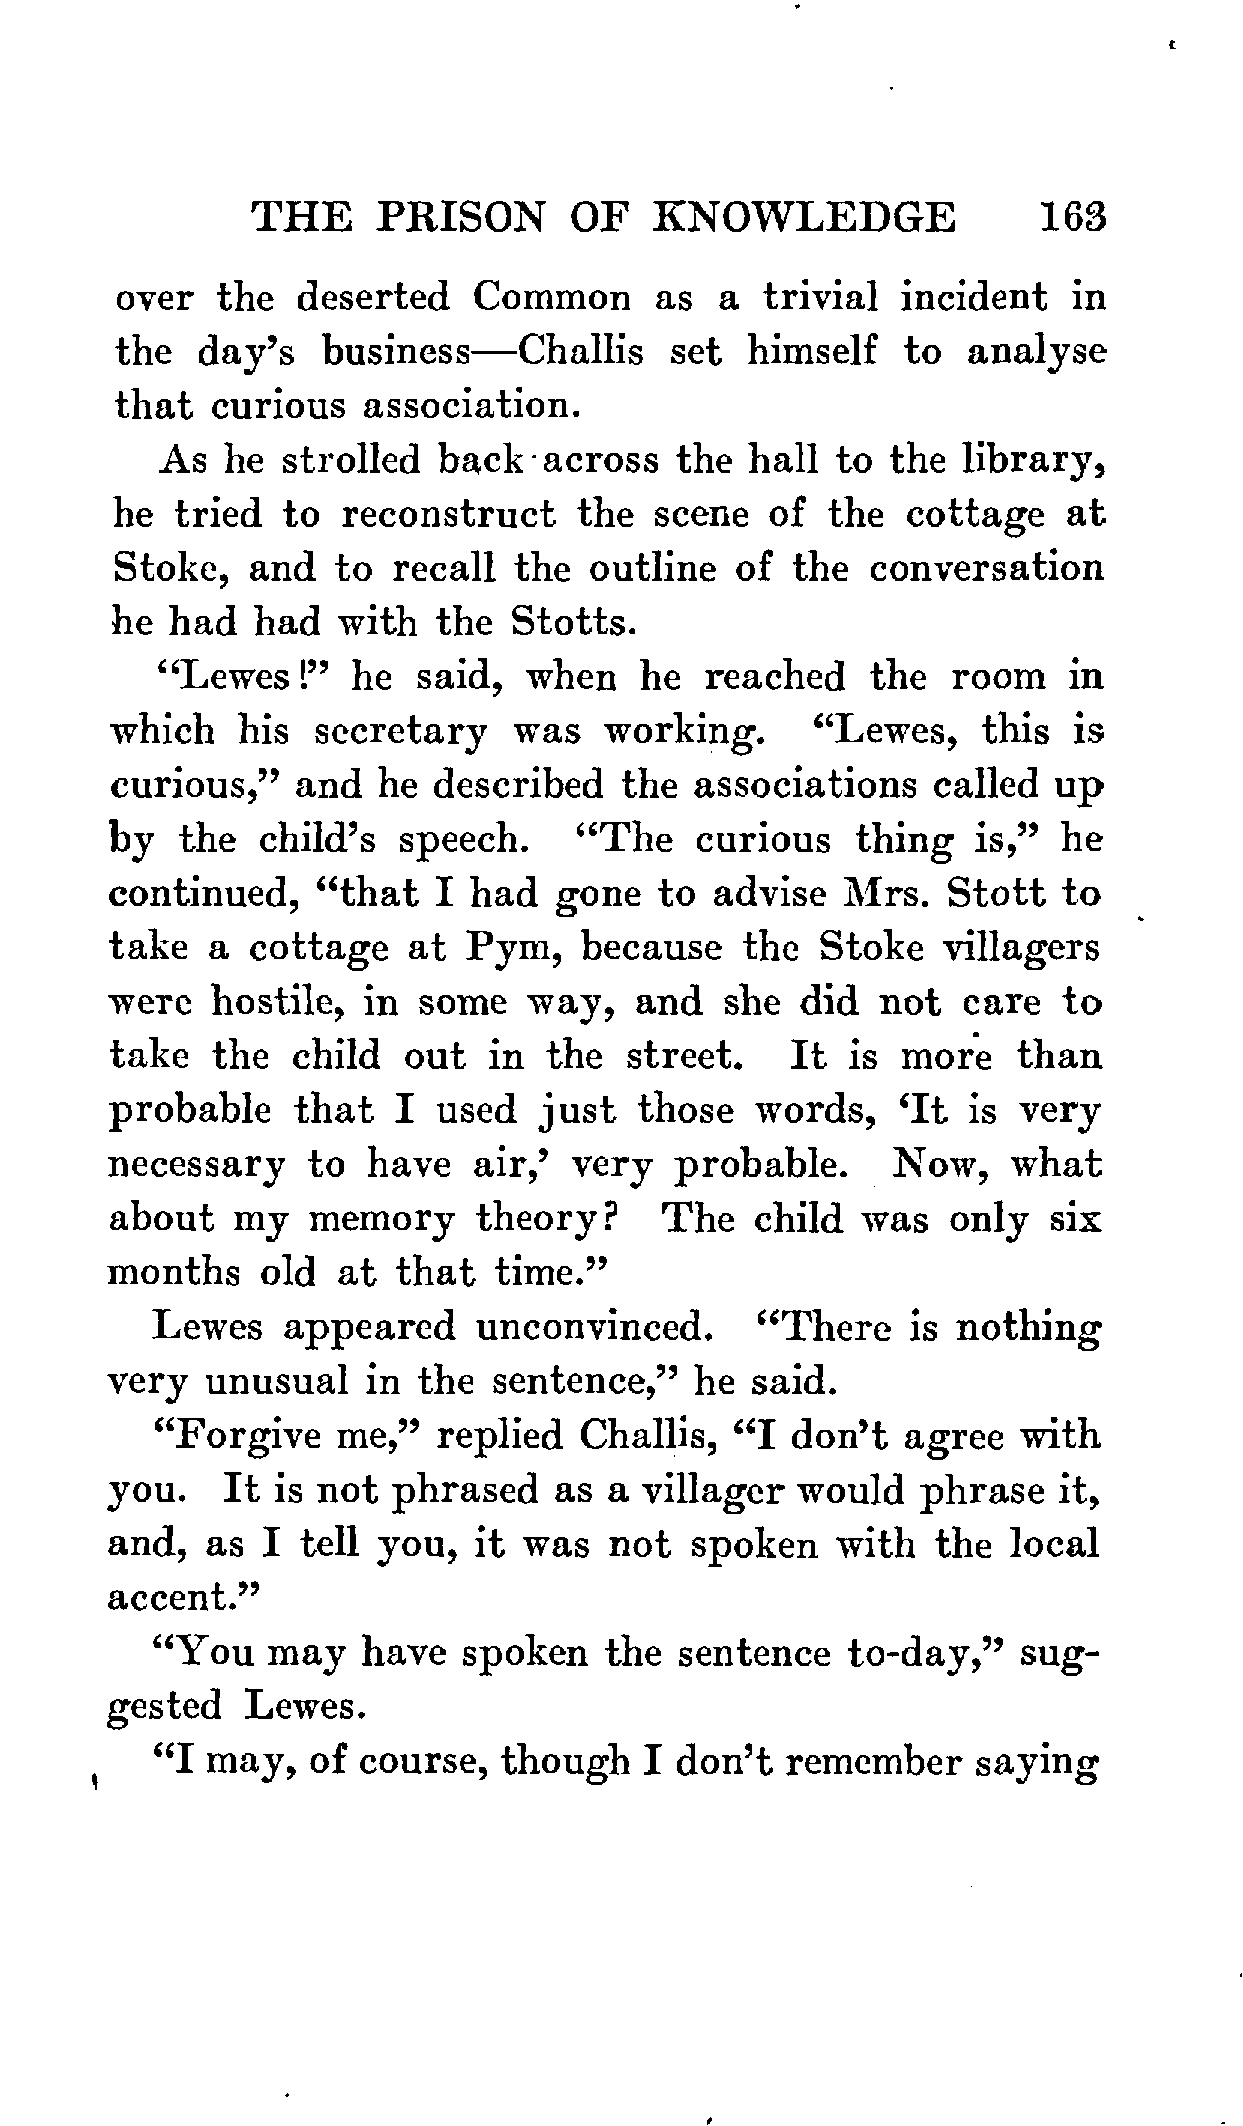 THE PRISON OF KNOWLEDGE 163
over the deserted Common as a trivial incident in
the day's business—Challis set himself to analyse
that curious association.
As he strolled back across the hall to the library,
he tried to reconstruct the scene of the cottage at
Stoke, and to recall the outline of the conversation
he had had with the Stotts.
"Lewes!" he said, when he reached the room in
which his secretary was working. "Lewes, this is
curious," and he described the associations called up
by the child's speech. "The curious thing is," he
continued, "that I had gone to advise Mrs. Stott to
take a cottage at Pym, because the Stoke villagers
were hostile, in some way, and she did not care to
take the child out in the street. It is more than
probable that I used just those words, 'It is very
necessary to have air,' very probable. Now, what
about my memory theory? The child was only six
months old at that time."
Lewes appeared unconvinced. "There is nothing
very unusual in the sentence," he said.
"Forgive me," replied Challis, "I don't agree with
you. It is not phrased as a villager would phrase it,
and, as I tell you, it was not spoken with the local
accent."
"You may have spoken the sentence to-day," sug-
gested Lewes.
"I may, of course, though I don't remember saying